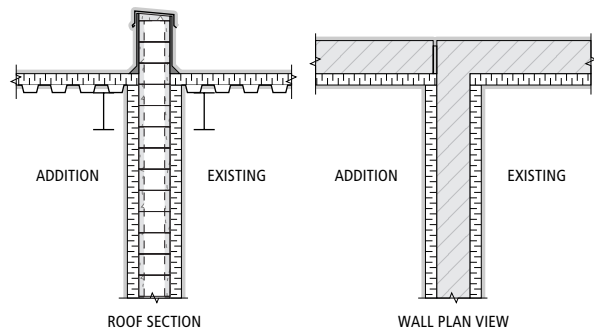 ADDITION
EXISTING
ADDITION
EXISTING
ROOF SECTION
WALL PLAN VIEW